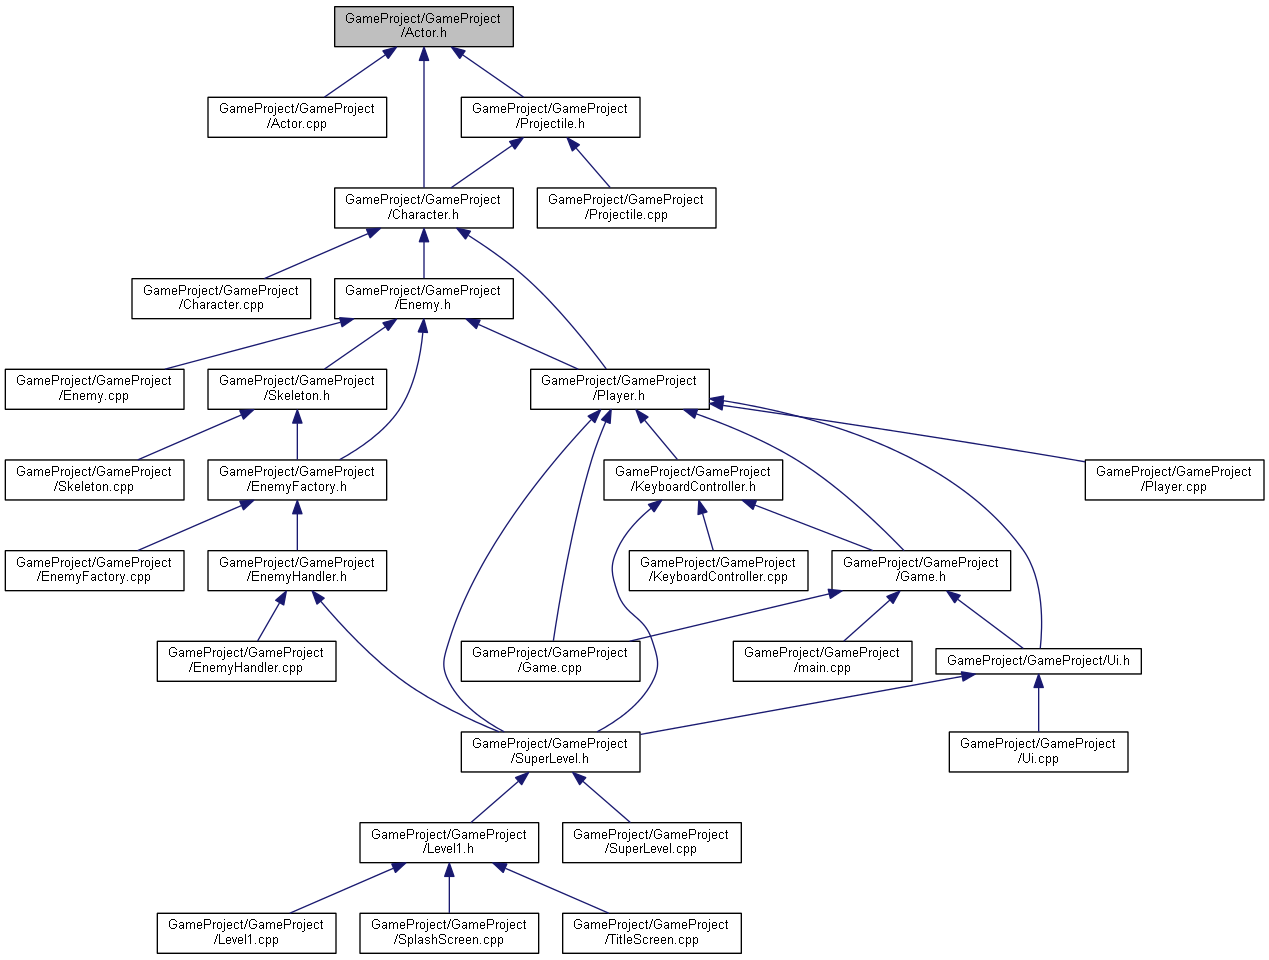 GameProject/GameProject
/Actor.h
GameProject/GameProject
/Actor.cpp
GameProject/GameProject
/Projectile.h
GameProject/GameProject
/Character.h
GameProject/GameProject
/Projectile.cpp
GameProject/GameProject
/Character.cpp
GameProject/GameProject
/Enemy.h
GameProject/GameProject
/Enemy.cpp
GameProject/GameProject
/Skeleton.h
GameProject/GameProject
/Player.h
GameProject/GameProject
/Skeleton.cpp
GameProject/GameProject
/EnemyFactory.h
GameProject/GameProject
/KeyboardController.h
GameProject/GameProject
/Player.cpp
GameProject/GameProject
/EnemyFactory.cpp
GameProject/GameProject
/EnemyHandler.h
GameProject/GameProject
/KeyboardController.cpp
GameProject/GameProject
/Game.h
GameProject/GameProject
/EnemyHandler.cpp
GameProject/GameProject
/Game.cpp
GameProject/GameProject
/main.cpp
GameProject/GameProject/Ui.h
GameProject/GameProject
/SuperLevel.h
GameProject/GameProject
/Ui.cpp
GameProject/GameProject
/Level1.h
GameProject/GameProject
/SuperLevel.cpp
GameProject/GameProject
/Level1.cpp
GameProject/GameProject
/SplashScreen.cpp
GameProject/GameProject
/TitleScreen.cpp